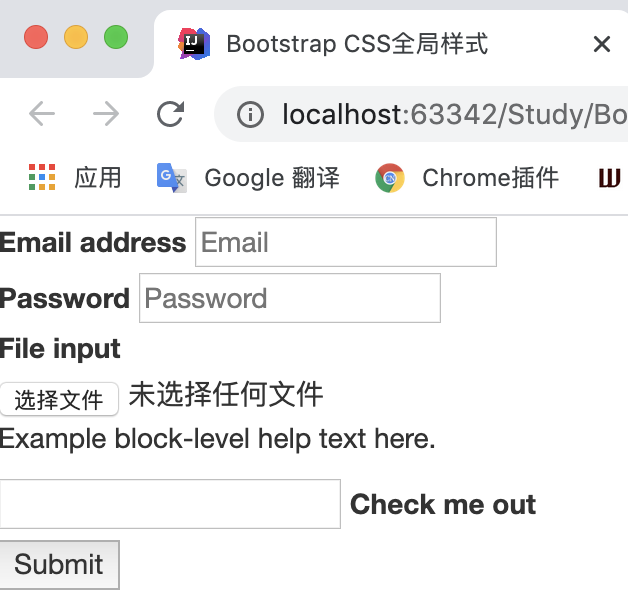 Bootstrap CSS全局样式
localhost:63342/Study/Bo
应用 Google 翻译 Chrome插件
Email address Email
Password Password
File input
选择文件 未选择任何文件
Example block-level help text here.
Check me out
Submit